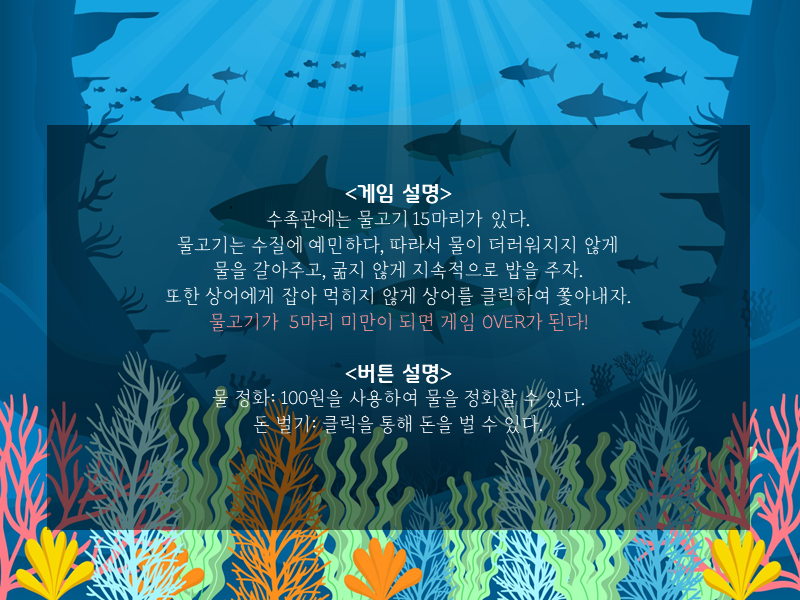 <게임 설명>
수족관에는 물고기 15마리가 있다.
물고기는 수질에 예민하다, 따라서 물이 더러워지지 않게
물을 갈아주고, 굶지 않게 지속적으로 밥을 주자.
또한 상어에게 잡아 먹히지 않게 상어를 클릭하여 쫓아내자.
물고기가 5마리 미만이 되면 게임 OVER가 된다!
<버튼 설명>
물 정화: 100원을 사용하여 물을 정화할 수 있다.
돈 벌기: 클릭을 통해 돈을 벌 수 있다.